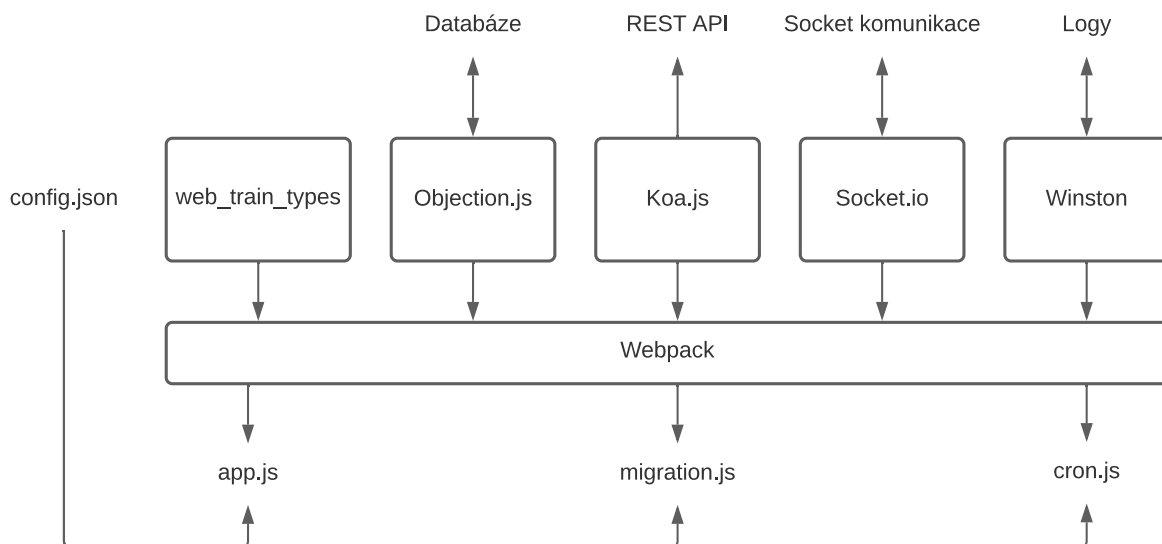 Databáze
REST API
Socket komunikace
Logy
config.json
web_train_types
Objection.js
Koa.js
Socket.io
Winston
Webpack
app.js
migration.js
cron.js